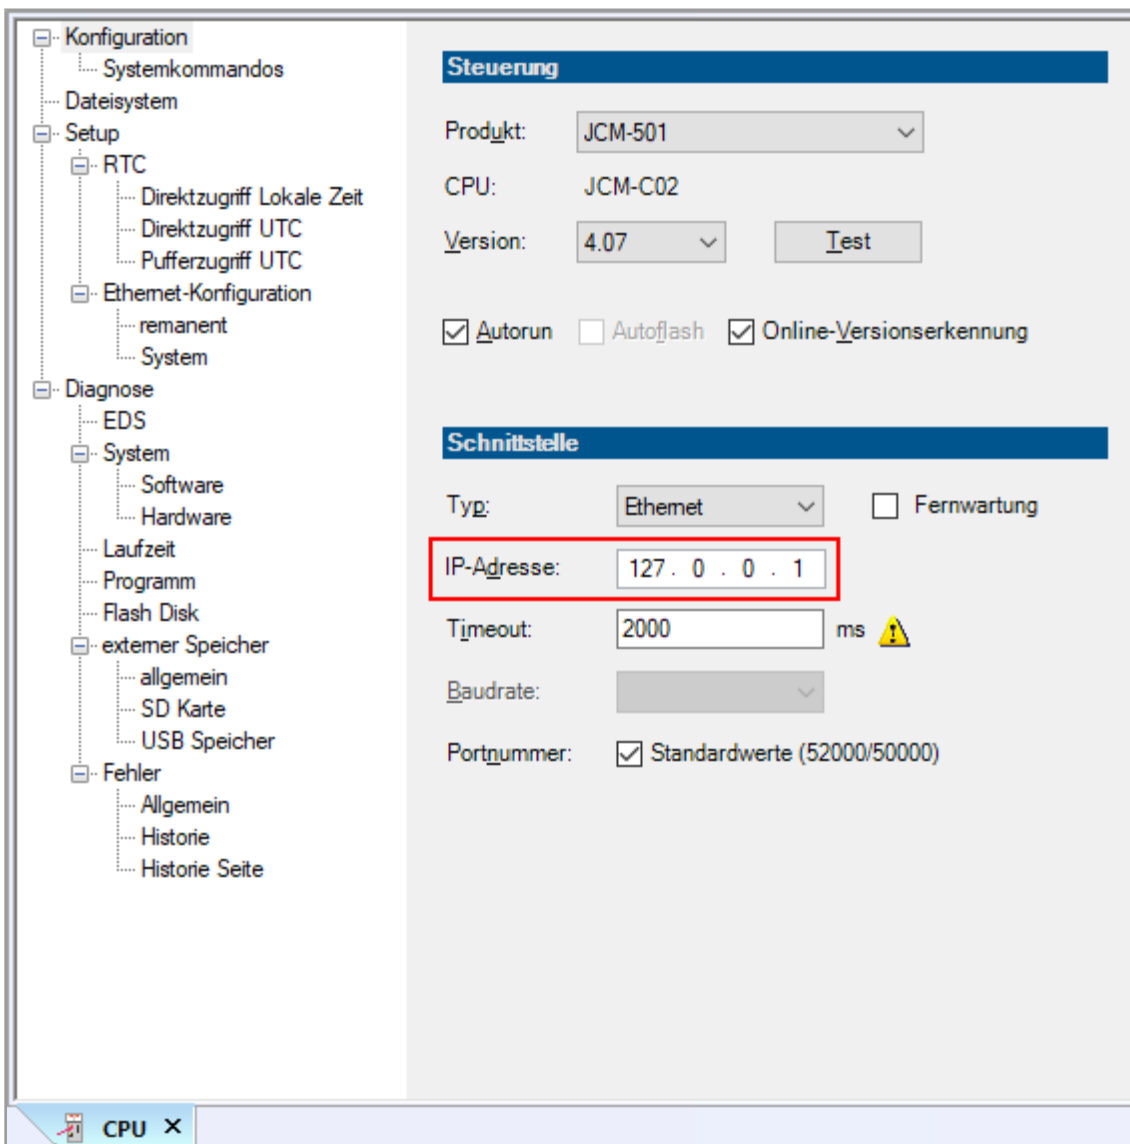 Konfiguration
Systemkommandos
Dateisystem
Setup
RTC
Direktzugriff Lokale Zeit
Direktzugriff UTC
Pufferzugriff UTC
Ethernet-Konfiguration
remanent
System
Diagnose
EDS
System
Software
Hardware
Laufzeit
Programm
Flash Disk
externer Speicher
allgemein
SD Karte
USB Speicher
Fehler
Allgemein
Historie
Historie Seite
Steuerung
Produkt: JCM-501
CPU: JCM-C02
Version: 4.07 Test
Autorun Autoflash Online-Versionserkennung
Schnittstelle
Typ: Ethernet Fernwartung
IP-Adresse: 127 . 0 . 0 . 1
Timeout: 2000 ms
Baudrate:
Portnummer: Standardwerte (52000/50000)
CPU